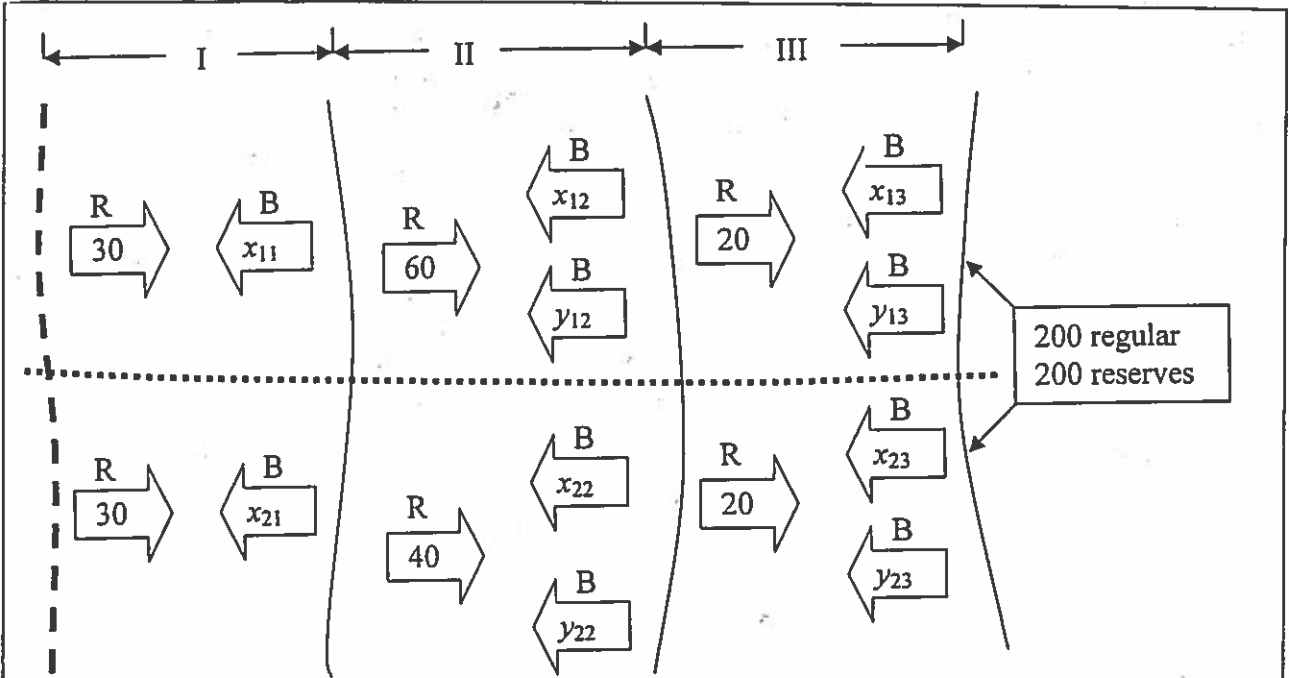 I II III
B B
R B x12 R x13
30 x11 R 20
60 B B
y12 y13
200 regular
200 reserves
B B
R B x22 R x23
30 x21 R 20
40 B B
y22 y23